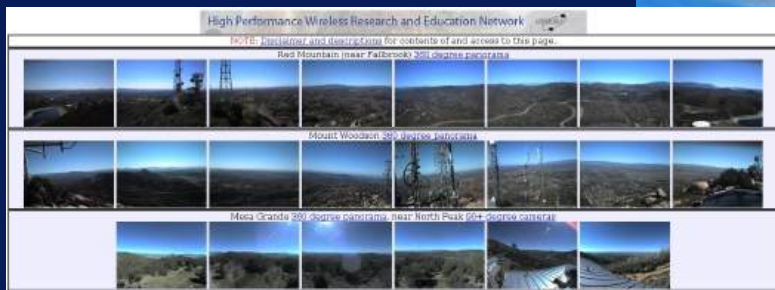 High Performance Wireless Research and Education Network
NOTE: Disclaimer and descriptions for contents of and access to this page.
Red Mountain (near Fallbrook) 360 degree panorama
Mount Woodson 360 degree panorama
Mesa Grande 360 degree panorama, near North Peak 90+ degree cameras